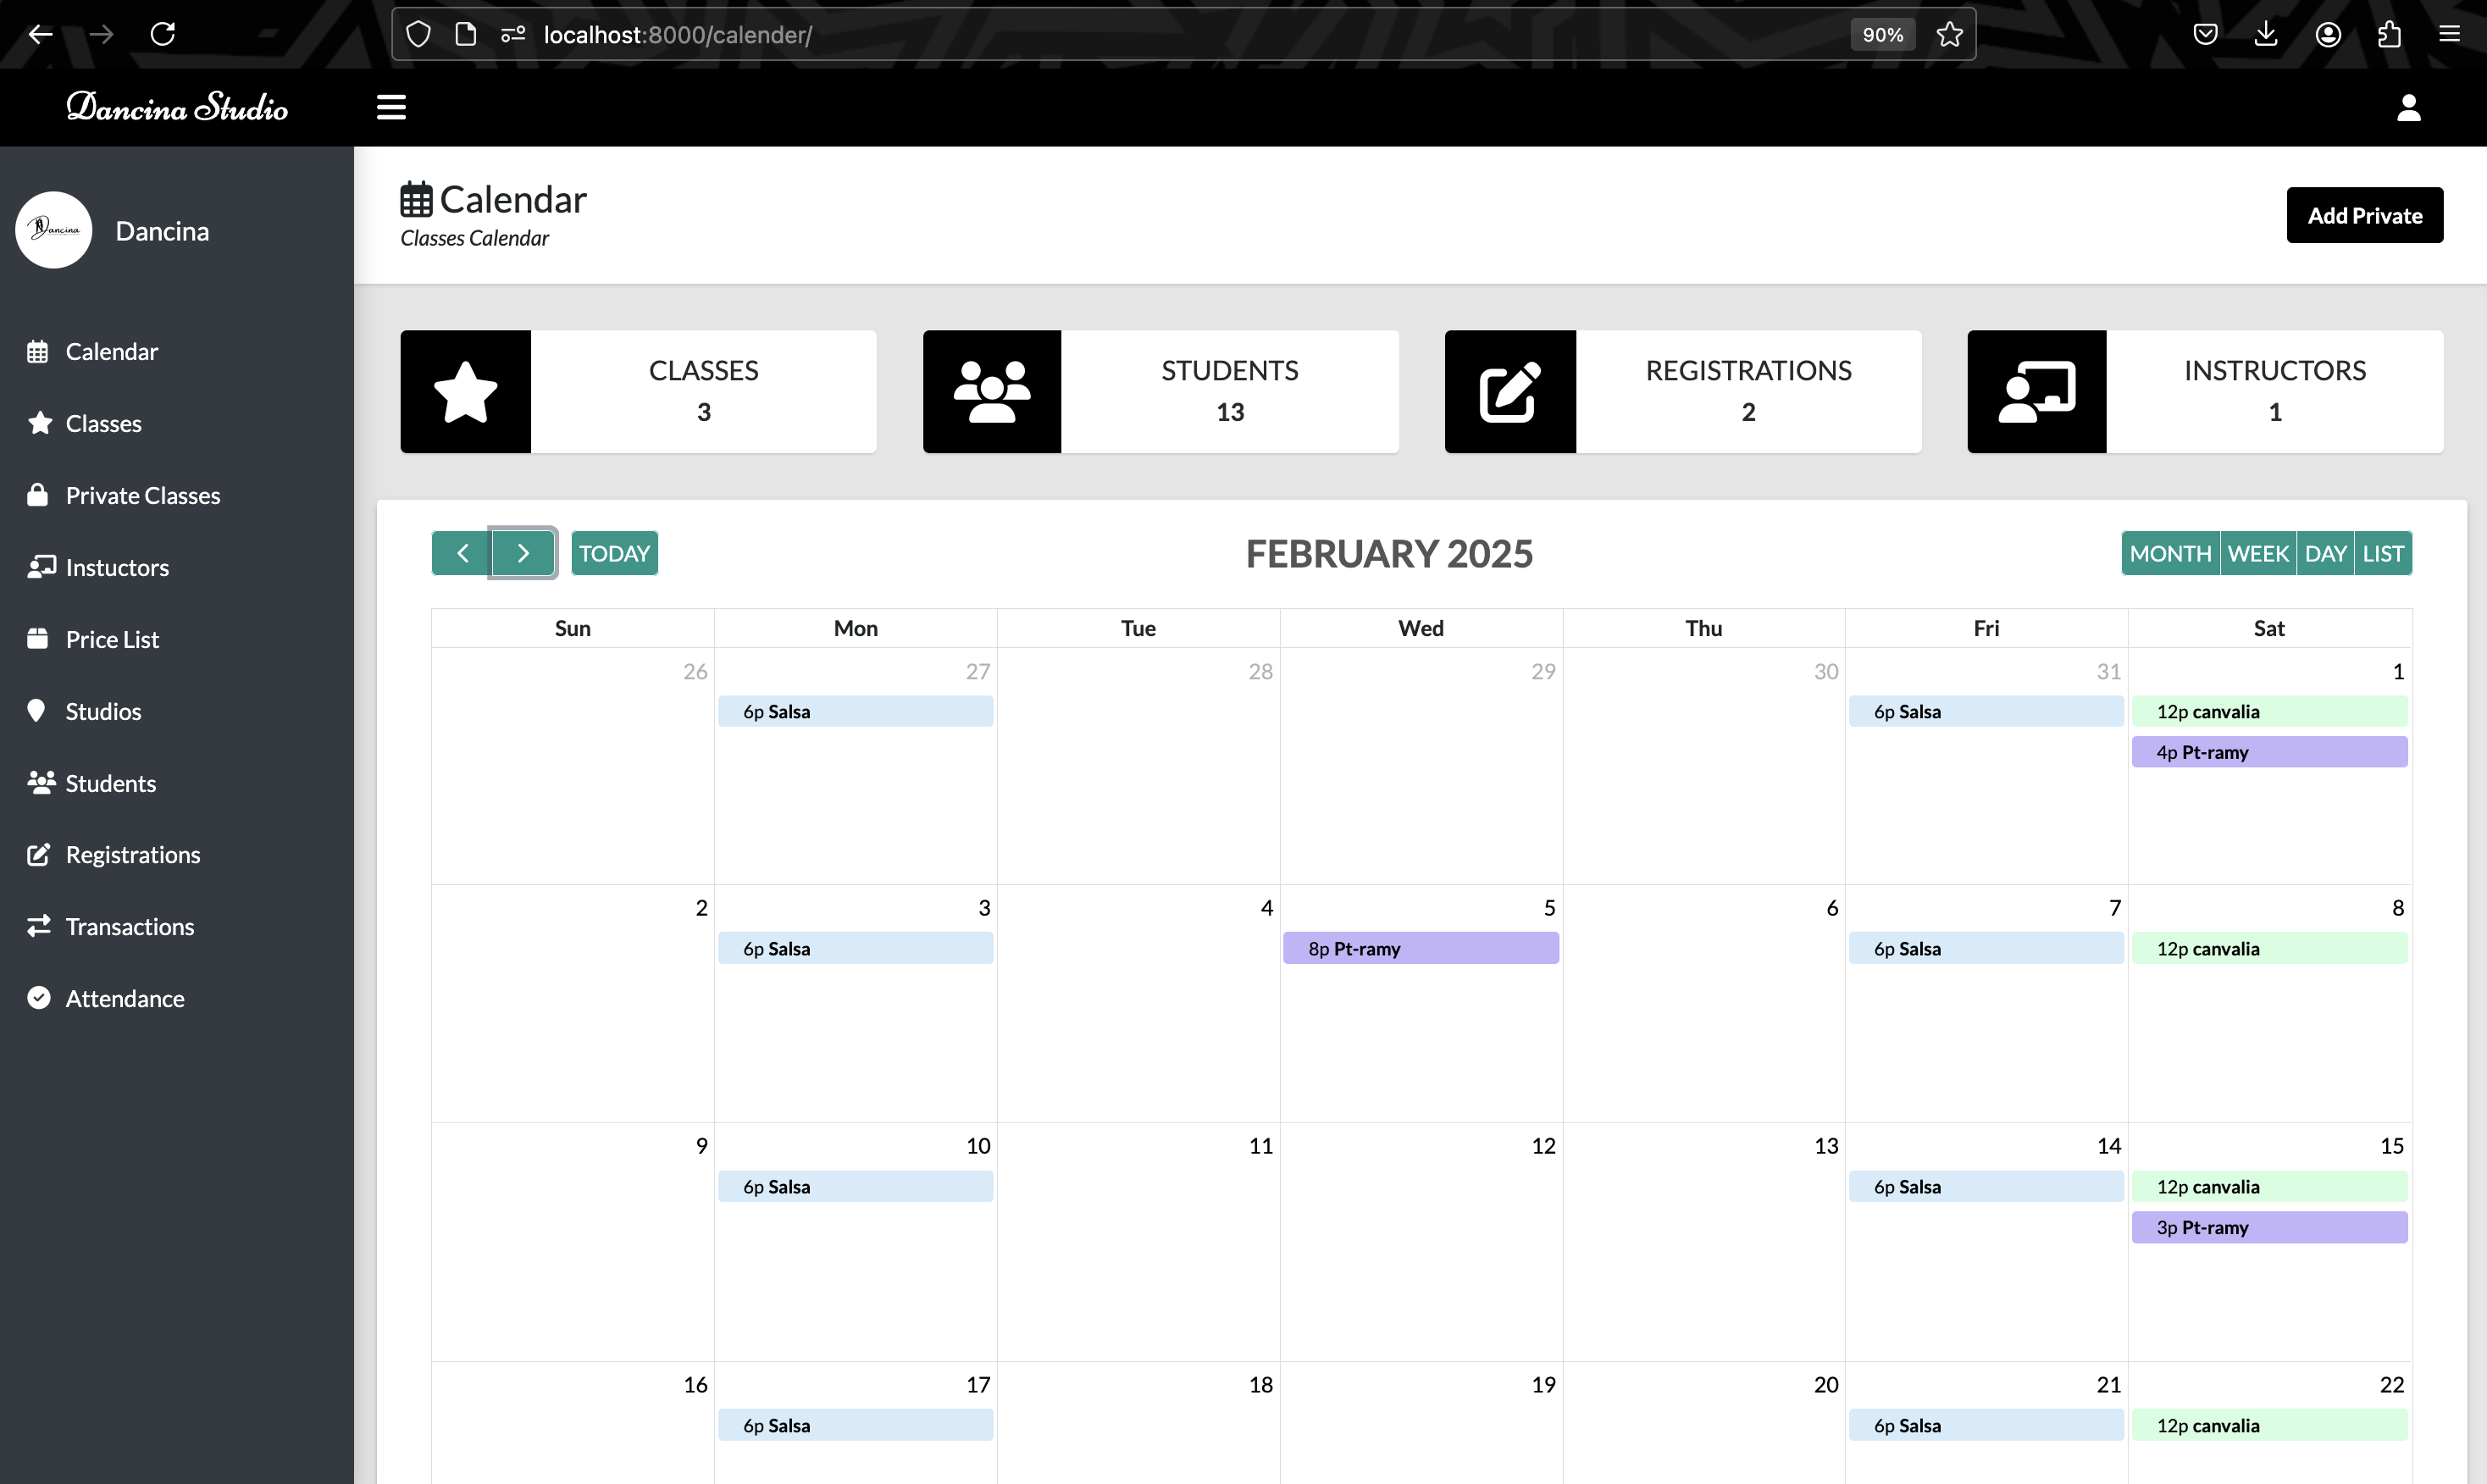 localhost:8000/calender/
90%
Dancina Studio
Dancina
Dancina
Calendar
Classes
Private Classes
Instuctors
Price List
Studios
Students
Registrations
Transactions
Attendance
Calendar
Classes Calendar
Add Private
CLASSES
3
STUDENTS
13
REGISTRATIONS
2
INSTRUCTORS
1
TODAY
FEBRUARY 2025
MONTH WEEK DAY LIST
Sun Mon Tue Wed Thu Fri Sat
26 27 28 29 30 31 1
6p Salsa 6p Salsa 12p canvalia
4p Pt-ramy
2 3 4 5 6 7 8
6p Salsa 8p Pt-ramy 6p Salsa 12p canvalia
9 10 11 12 13 14 15
6p Salsa 6p Salsa 12p canvalia
3p Pt-ramy
16 17 18 19 20 21 22
6p Salsa 6p Salsa 12p canvalia